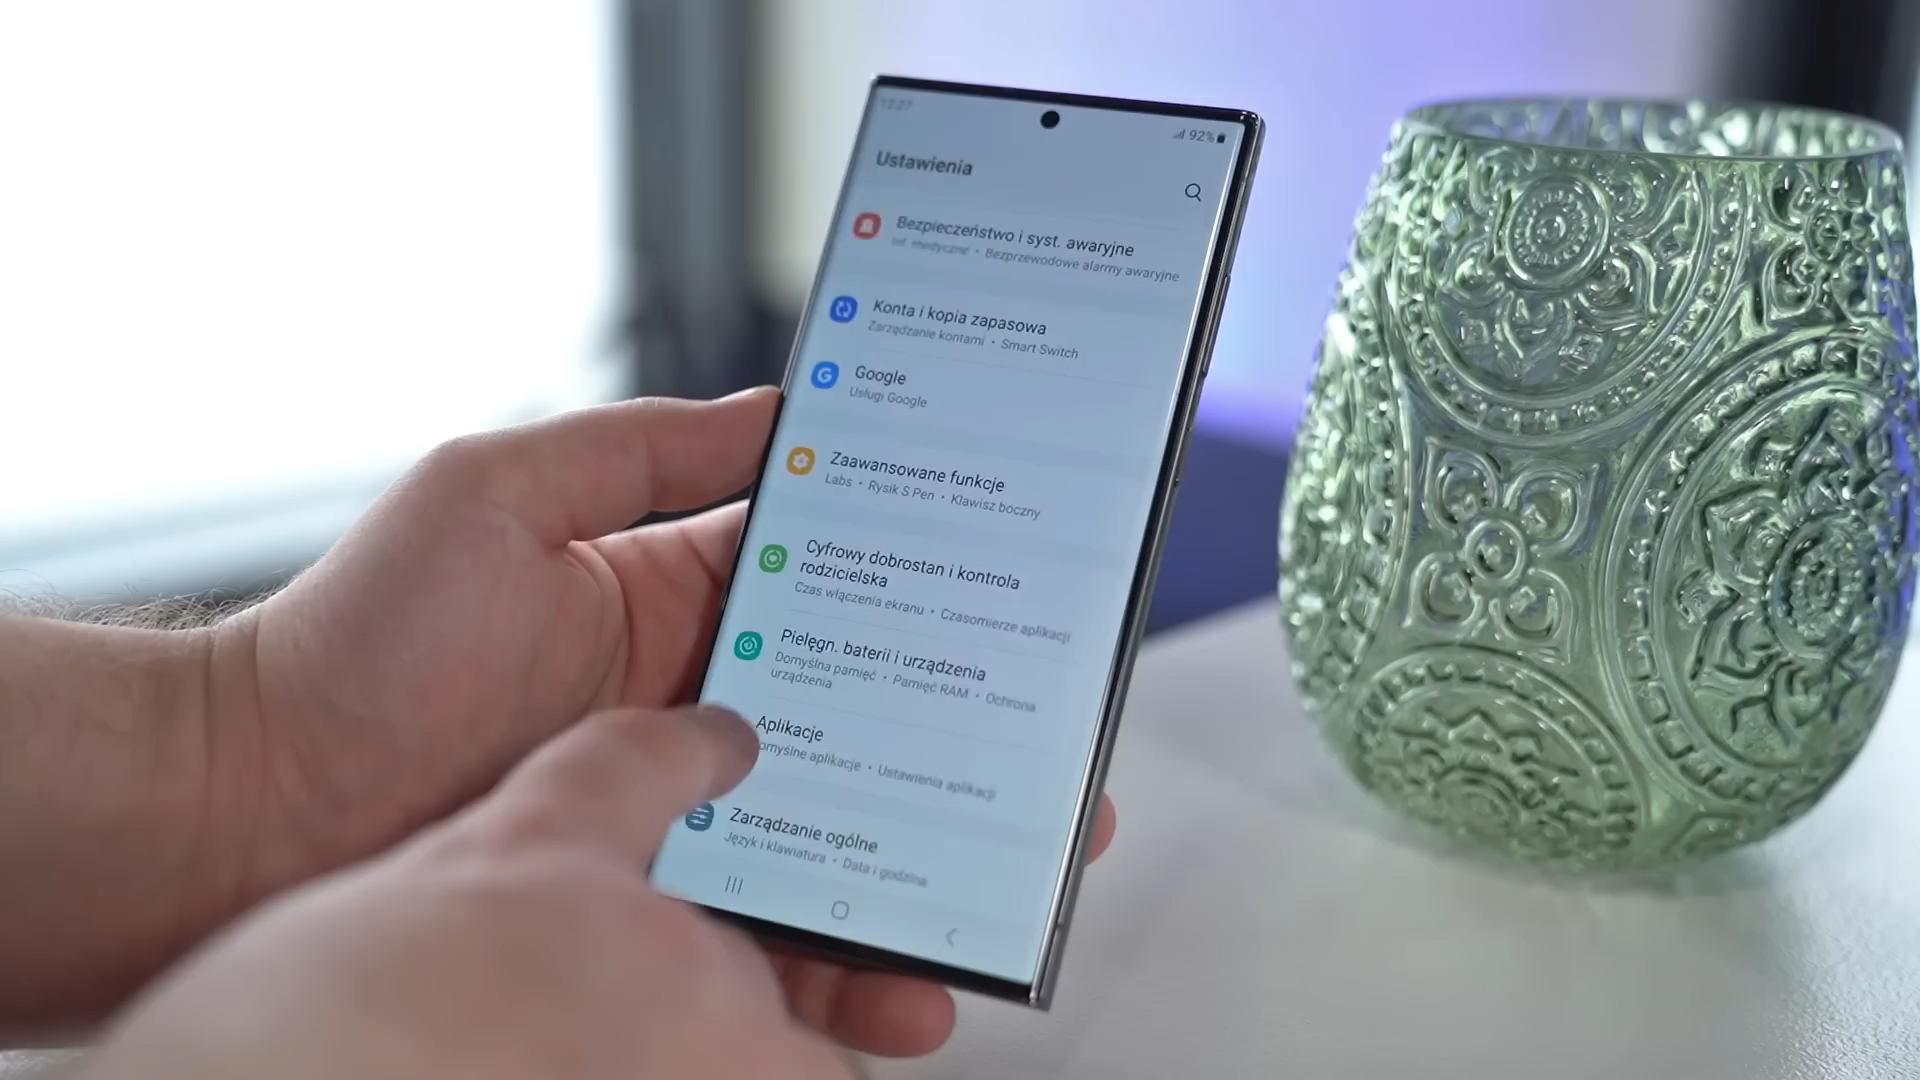 12:27
92%
Ustawienia
Bezpieczeństwo i syst. awaryjne
Inf. medyczne • Bezprzewodowe alarmy awaryjne
Konta i kopia zapasowa
Zarządzanie kontami • Smart Switch
Google
Usługi Google
Zaawansowane funkcje
Labs • Rysik S Pen • Klawisz boczny
Cyfrowy dobrostan i kontrola
rodzicielska
Czas włączenia ekranu • Czasomierze aplikacji
Pielęgn. baterii i urządzenia
Domyślna pamięć • Pamięć RAM • Ochrona
urządzenia
Aplikacje
omyślne aplikacje • Ustawienia aplikacji
Zarządzanie ogólne
Język i klawiatura • Data i godzina